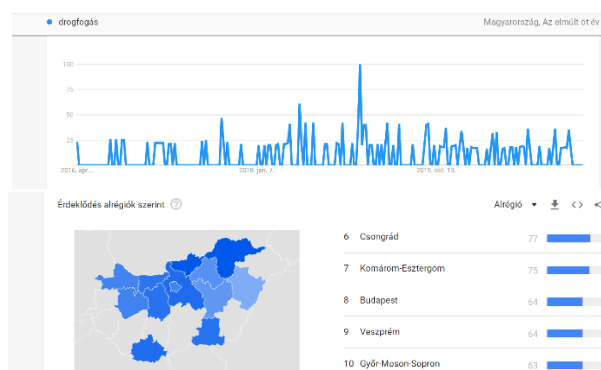 drogfogás
Magyarország, Az elmúlt öt év
100
75
50
25
2016. ápr...
2018. jan. 7.
2019. okt. 13.
Érdeklődés alrégiók szerint
Alrégió
6 Csongrád 77
7 Komárom-Esztergom 75
8 Budapest 64
9 Veszprém 64
10 Győr-Moson-Sopron 63